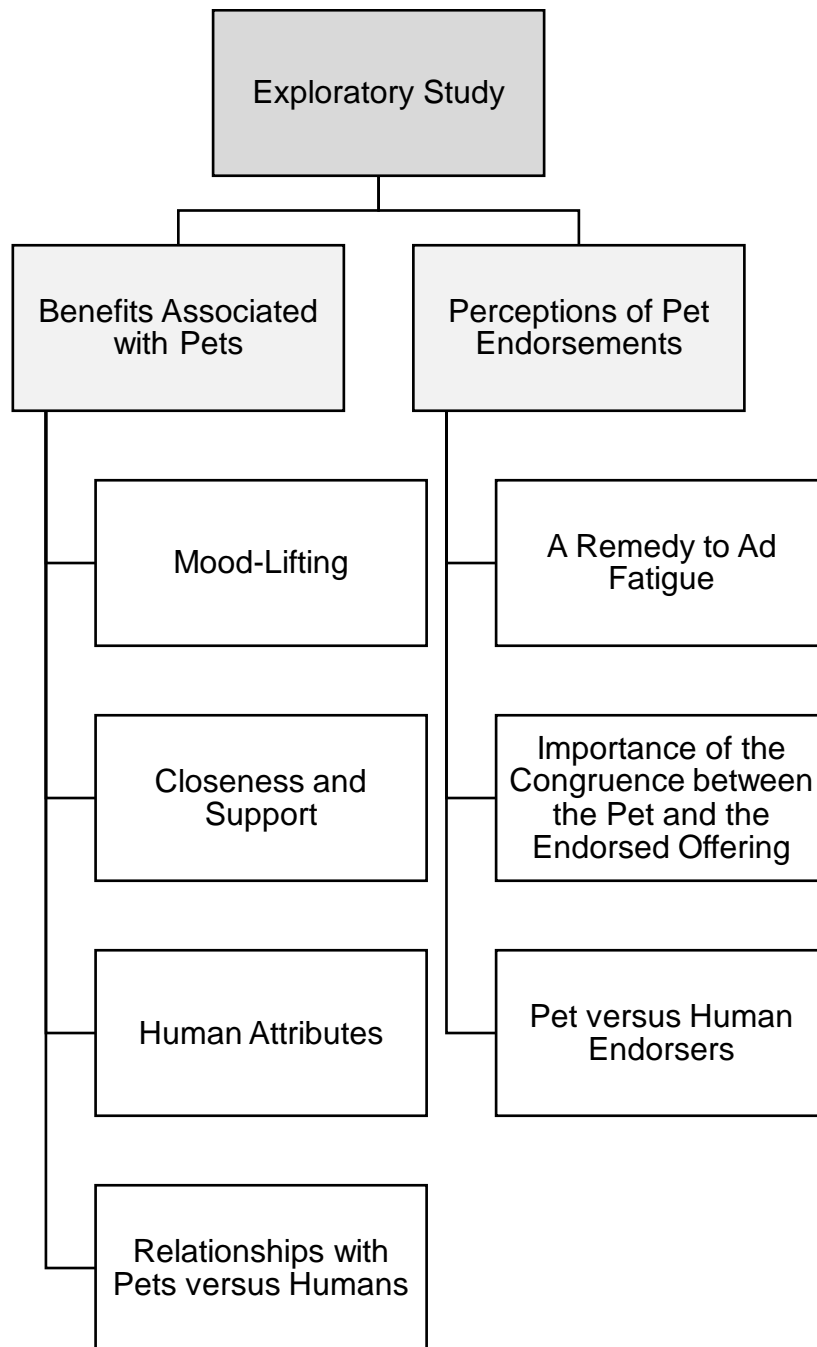 Exploratory Study
Benefits Associated
with Pets
Perceptions of Pet
Endorsements
Mood-Lifting
A Remedy to Ad
Fatigue
Closeness and
Support
Importance of the
Congruence between
the Pet and the
Endorsed Offering
Human Attributes
Pet versus Human
Endorsers
Relationships with
Pets versus Humans